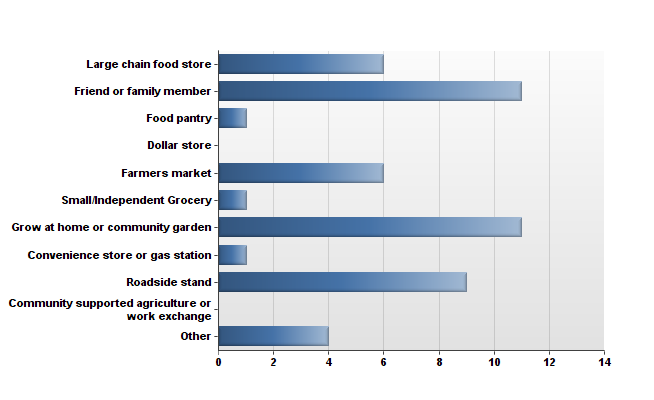 Large chain food store
Friend or family member
Food pantry
Dollar store
Farmers market
Small/Independent Grocery
Grow at home or community garden
Convenience store or gas station
Roadside stand
Community supported agriculture or
work exchange
Other
0 2 4 6 8 10 12 14